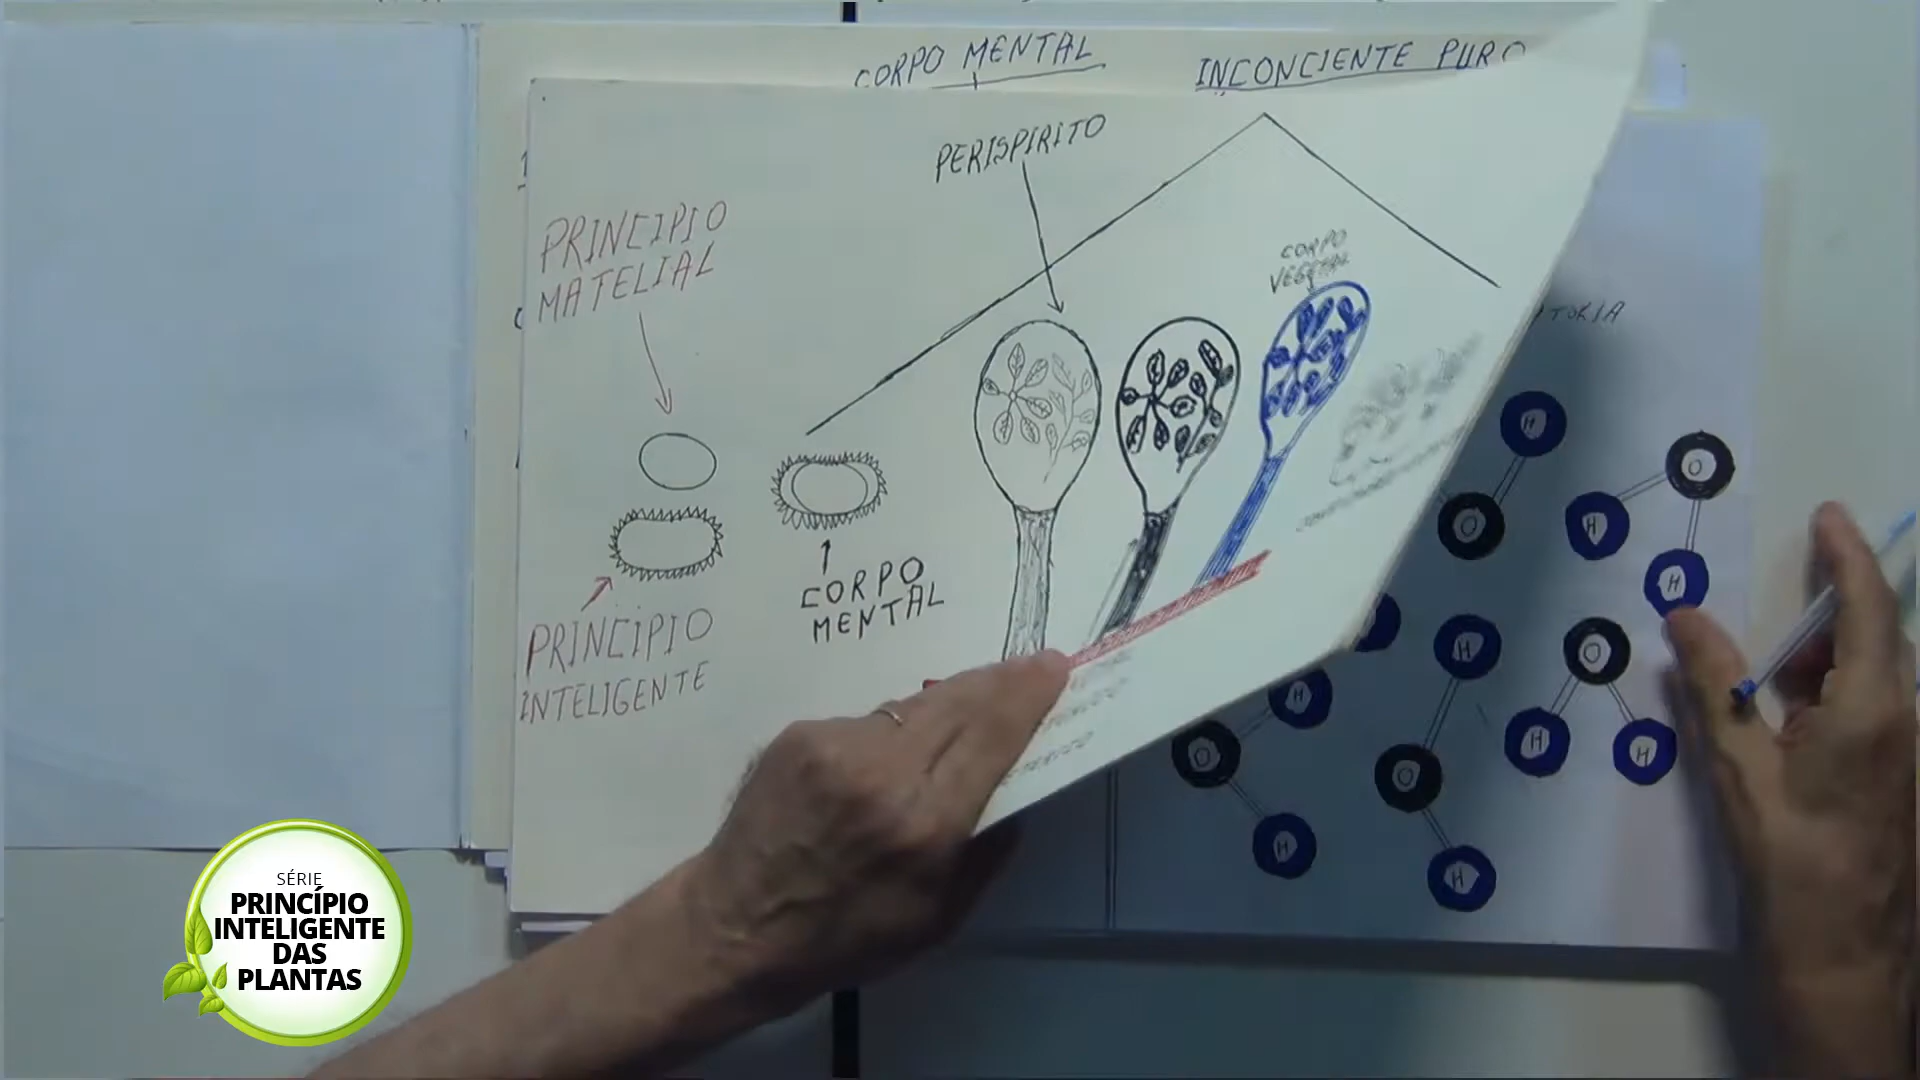 CORPO MENTAL
INCONCIENTE PURO
PERISPIRITO
PRINCIPIO
MATELIAL
CORPO
VEGETAL
CORPO
MENTAL
PRINCIPIO
INTELIGENTE
H
O
O
H
H
H
O
H
O
H
H
O
H
H
SÉRIE
PRINCÍPIO
INTELIGENTE
DAS
PLANTAS